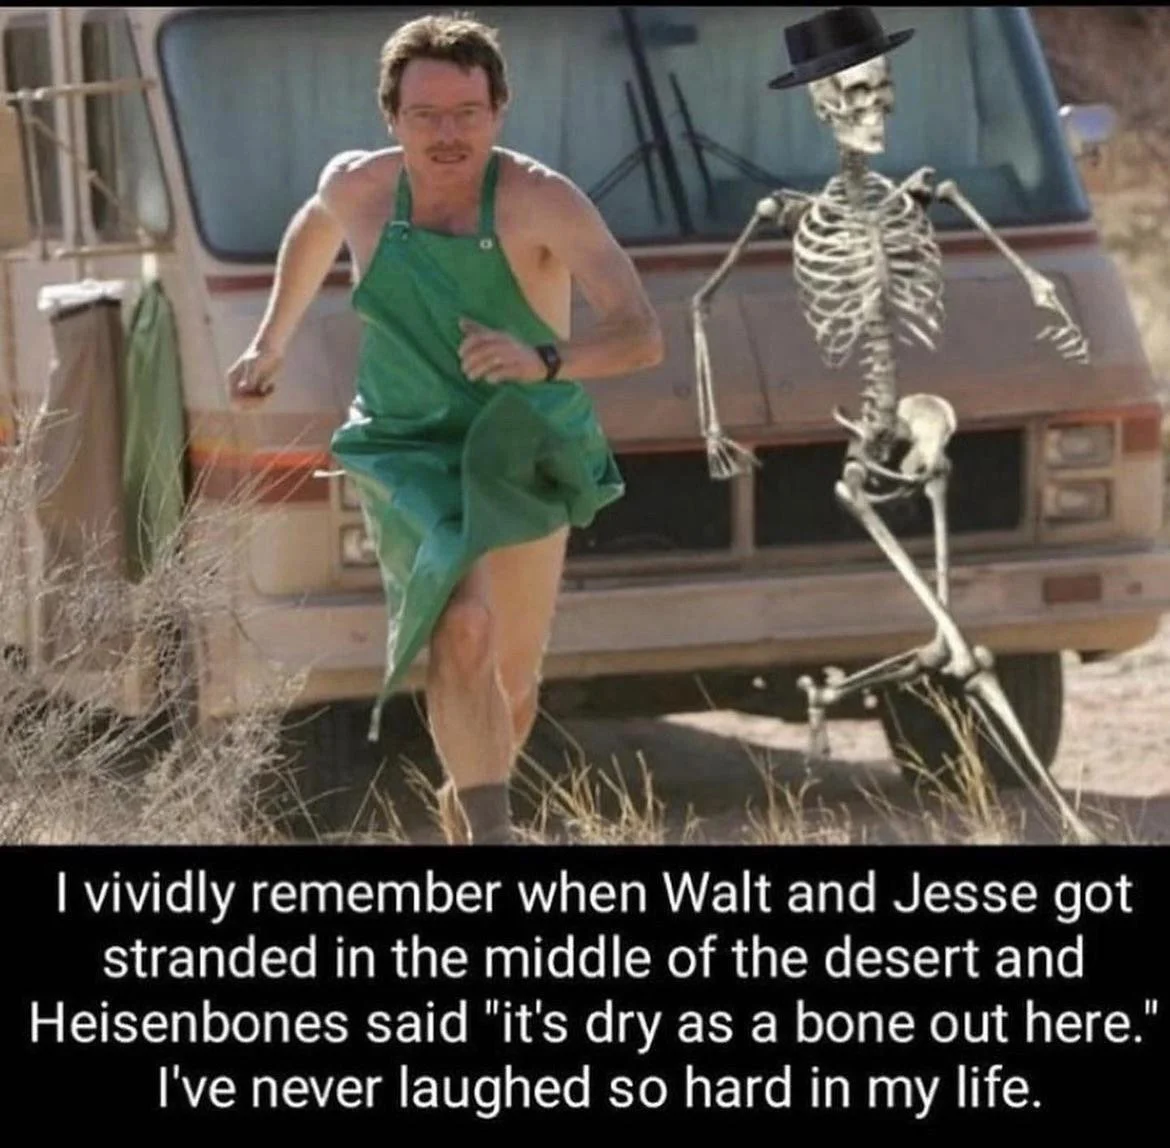 I vividly remember when Walt and Jesse got
stranded in the middle of the desert and
Heisenbones said "it's dry as a bone out here."
I've never laughed so hard in my life.